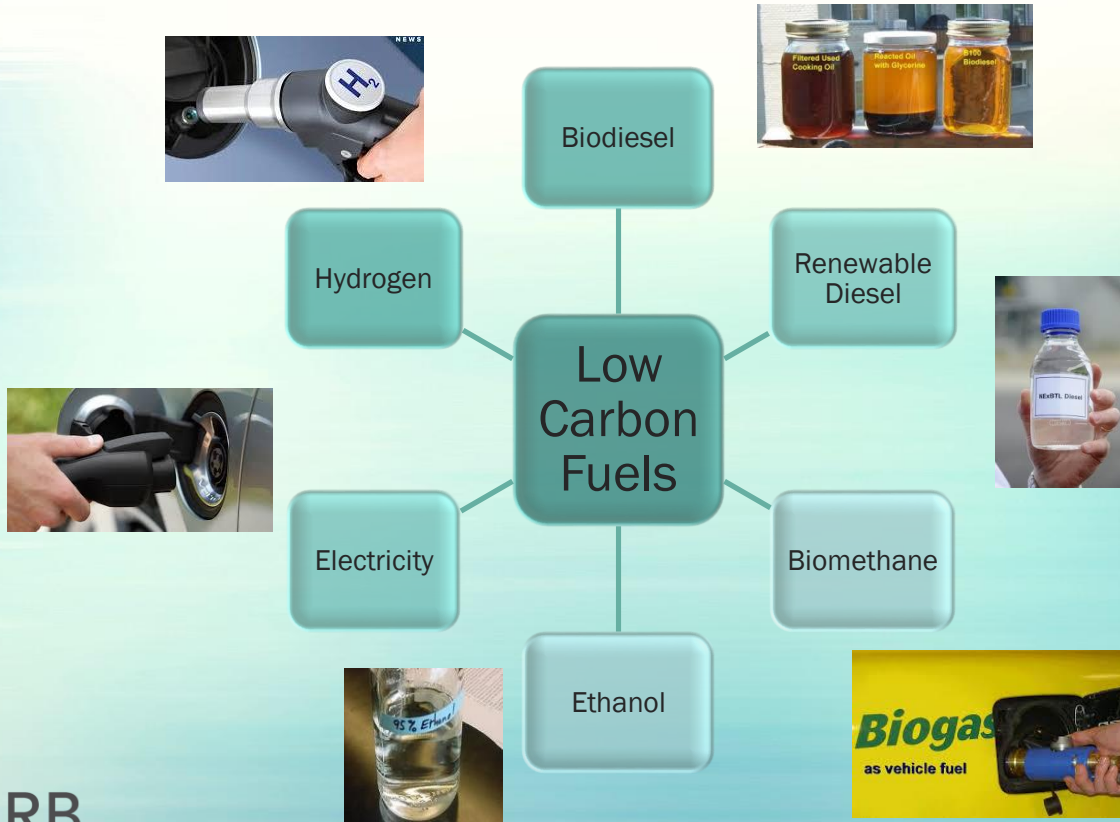 NEWS
H2
Filtered Used
Cooking Oil
Reacted Oil
with Glycerine
B100
Biodiesel
Biodiesel
Hydrogen
Renewable
Diesel
Low
Carbon
Fuels
NExBTL Diesel
Electricity
Biomethane
Ethanol
95% Ethanol
Biogas
as vehicle fuel
RB